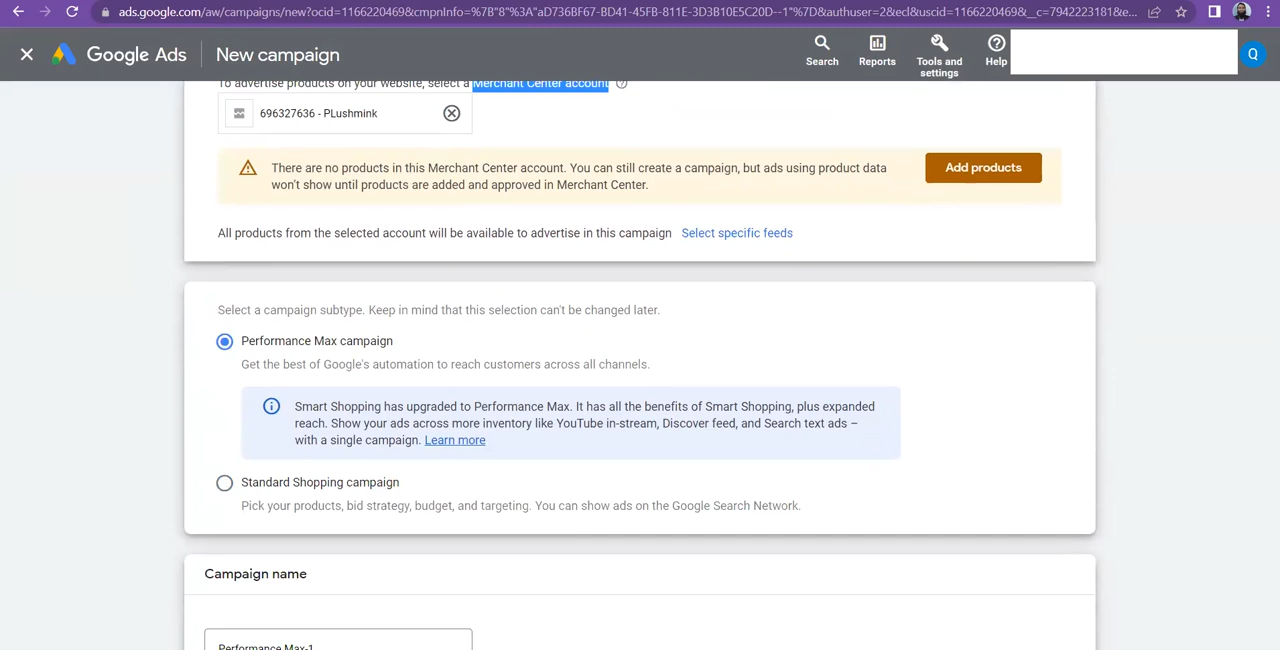 ads.google.com/aw/campaigns/new?ocid=1166220469&cmpnInfo=%7B"8"%3A"aD736BF67-BD41-45FB-811E-3D3B10E5C20D--1"%7D&authuser=2&ecl&uscid=1166220469&__c=7942223181&e...
Google Ads
New campaign
Search
Reports
Tools and
settings
Help
Q
To advertise products on your website, select a Merchant Center account
696327636 - PLushmink
There are no products in this Merchant Center account. You can still create a campaign, but ads using product data
won't show until products are added and approved in Merchant Center.
Add products
All products from the selected account will be available to advertise in this campaign Select specific feeds
Select a campaign subtype. Keep in mind that this selection can't be changed later.
Performance Max campaign
Get the best of Google's automation to reach customers across all channels.
Smart Shopping has upgraded to Performance Max. It has all the benefits of Smart Shopping, plus expanded
reach. Show your ads across more inventory like YouTube in-stream, Discover feed, and Search text ads –
with a single campaign. Learn more
Standard Shopping campaign
Pick your products, bid strategy, budget, and targeting. You can show ads on the Google Search Network.
Campaign name
Performance Max-1